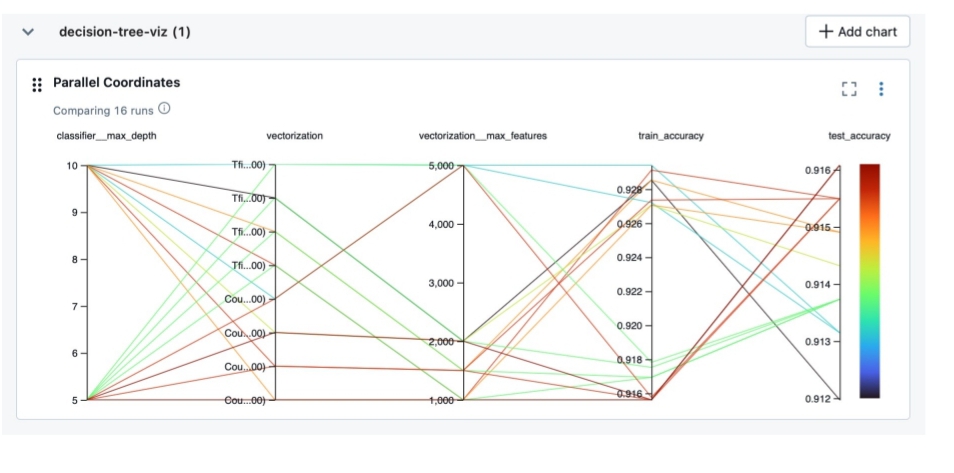 decision-tree-viz (1)
+ Add chart
Parallel Coordinates
Comparing 16 runs
classifier__max_depth
vectorization
vectorization__max_features
train_accuracy
test_accuracy
10
9
8
7
6
5
Tfi...00)
Tfi...00)
Tfi...00)
Tfi...00)
Cou...00)
Cou...00)
Cou...00)
Cou...00)
5,000
4,000
3,000
2,000
1,000
0.928
0.926
0.924
0.922
0.920
0.918
0.916
0.916
0.915
0.914
0.913
0.912